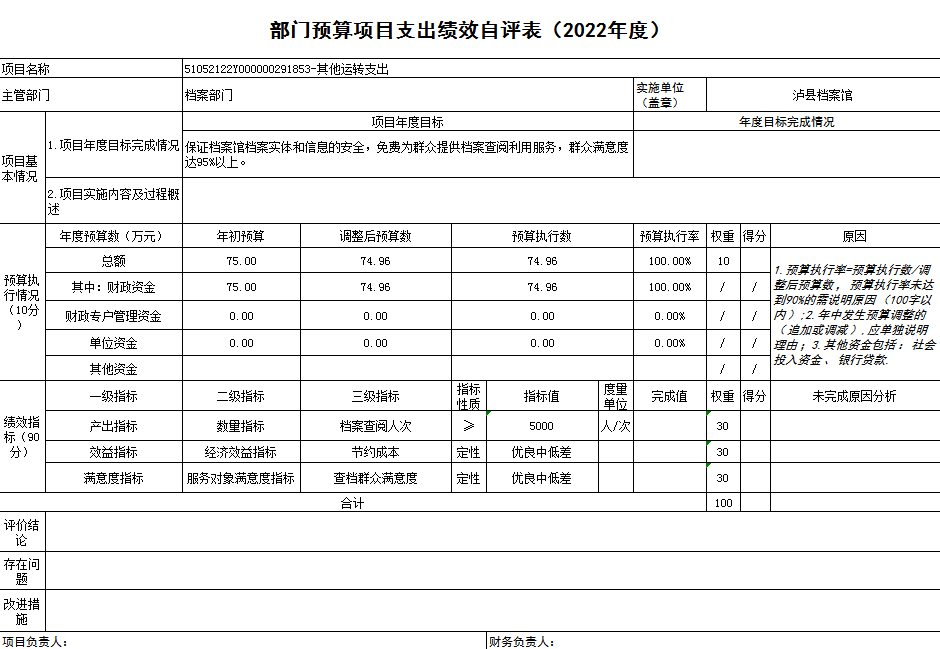 部门预算项目支出绩效自评表（2022年度）
项目名称 51052122Y000000291853-其他运转支出
主管部门 档案部门 实施单位（盖章） 泸县档案馆
项目基本情况
1.项目年度目标完成情况
项目年度目标 年度目标完成情况
保证档案馆档案实体和信息的安全，免费为群众提供档案查阅利用服务，群众满意度
达95%以上。
2.项目实施内容及过程概述
预算执行情况（10分）
年度预算数（万元） 年初预算 调整后预算数 预算执行数 预算执行率 权重 得分 原因
总额 75.00 74.96 74.96 100.00% 10
其中：财政资金 75.00 74.96 74.96 100.00% / /
财政专户管理资金 0.00 0.00 0.00 0.00% / /
单位资金 0.00 0.00 0.00 0.00% / /
其他资金 / /
1.预算执行率=预算执行数/调
整后预算数，预算执行率未达
到90%的需说明原因（100字以
内）;2.年中发生预算调整的
（追加或调减）,应单独说明
理由；3.其他资金包括：社会
投入资金、银行贷款.
绩效指标（90分）
一级指标 二级指标 三级指标 指标性质 指标值 度量单位 完成值 权重 得分 未完成原因分析
产出指标 数量指标 档案查阅人次 ≥ 5000 人/次 30
效益指标 经济效益指标 节约成本 定性 优良中低差 30
满意度指标 服务对象满意度指标 查档群众满意度 定性 优良中低差 30
合计 100
评价结论
存在问题
改进措施
项目负责人： 财务负责人：